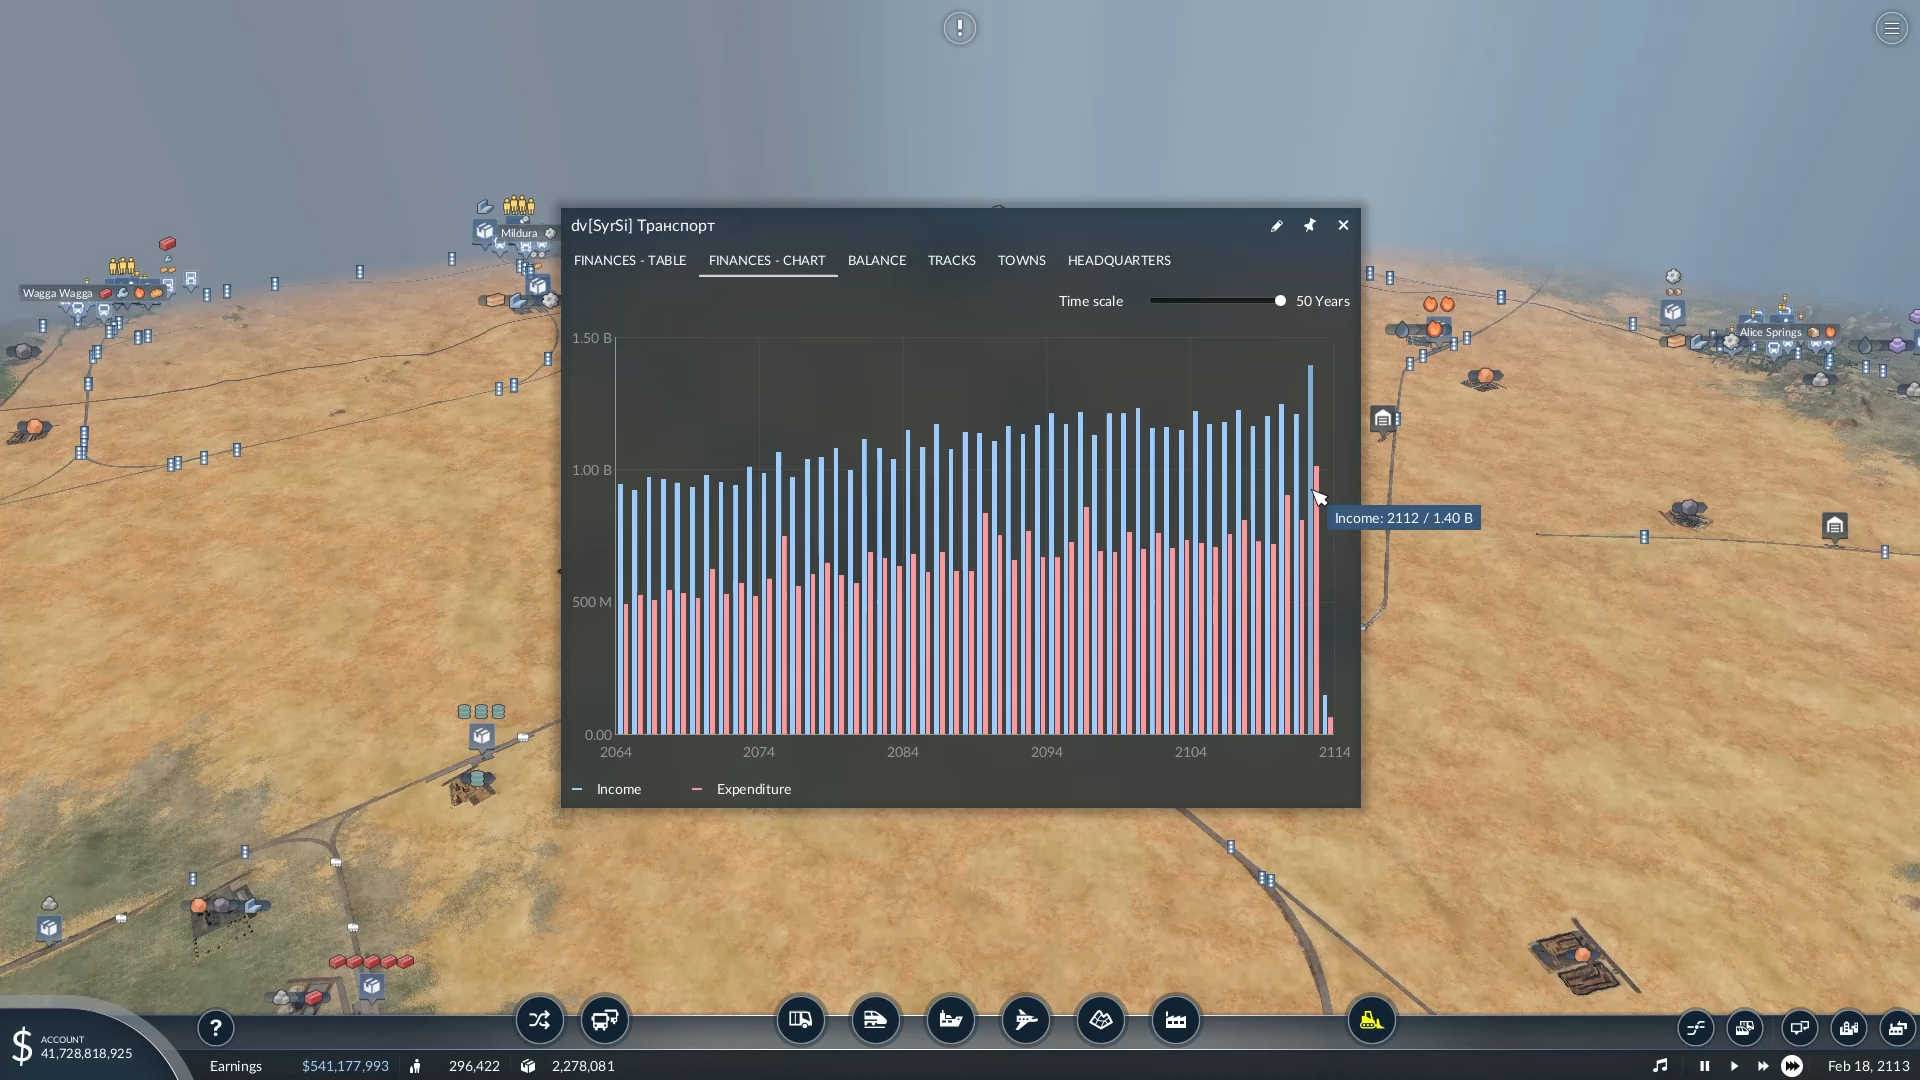 Mildura
Wagga Wagga
Alice Springs
dv[SyrSi] Транспорт
FINANCES - TABLE
FINANCES - CHART
BALANCE
TRACKS
TOWNS
HEADQUARTERS
Time scale
50 Years
1.50 B
1.00 B
Income: 2112 / 1.40 B
500 M
0.00
2064
2074
2084
2094
2104
2114
Income
Expenditure
?
$
ACCOUNT
41,728,818,925
Earnings
$541,177,993
296,422
2,278,081
Feb 18, 2113